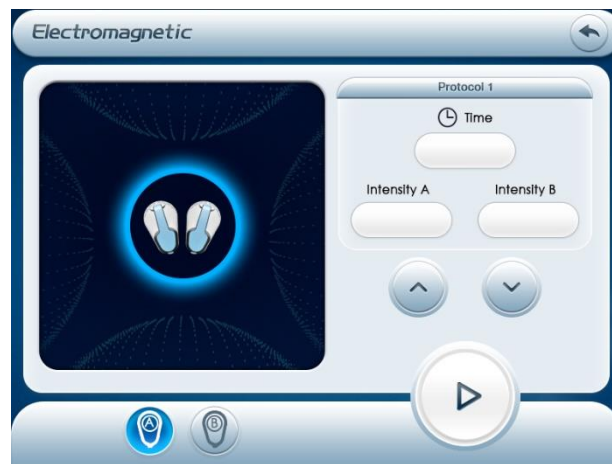 Electromagnetic
Protocol 1
Time
Intensity A
Intensity B
A
B